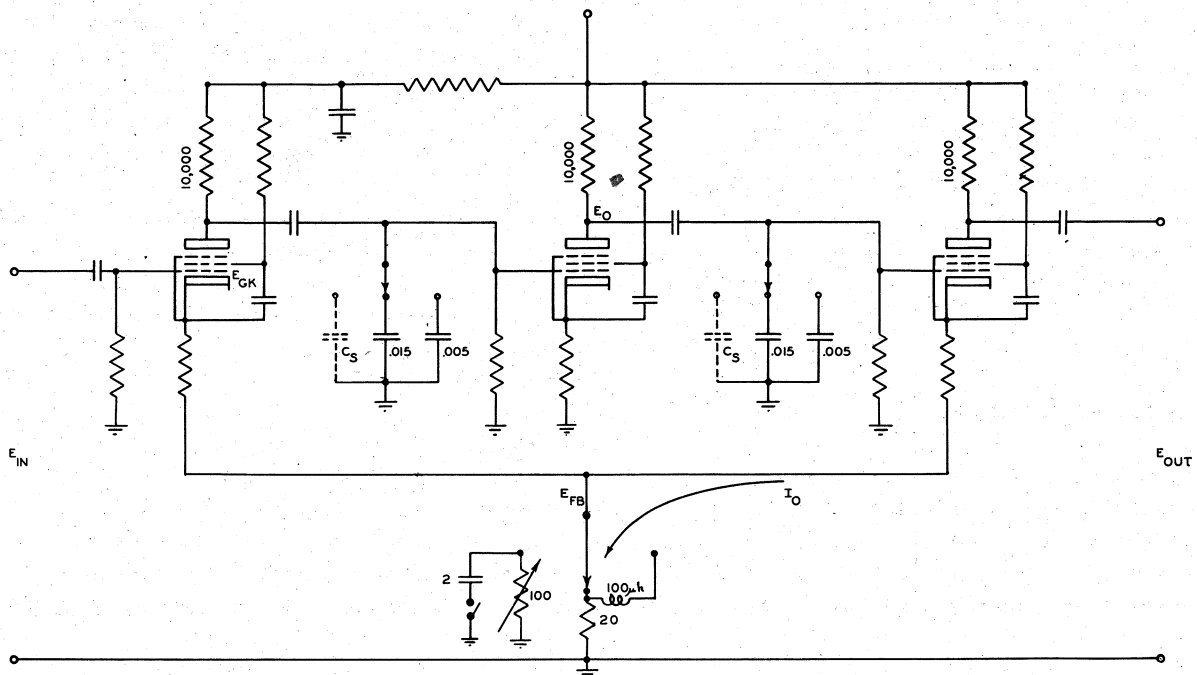 10,000
10,000
10,000
E_O
E_GK
C_S
.015
.005
C_S
.015
.005
E_IN
E_OUT
E_FB
I_O
2
100
100μh
20